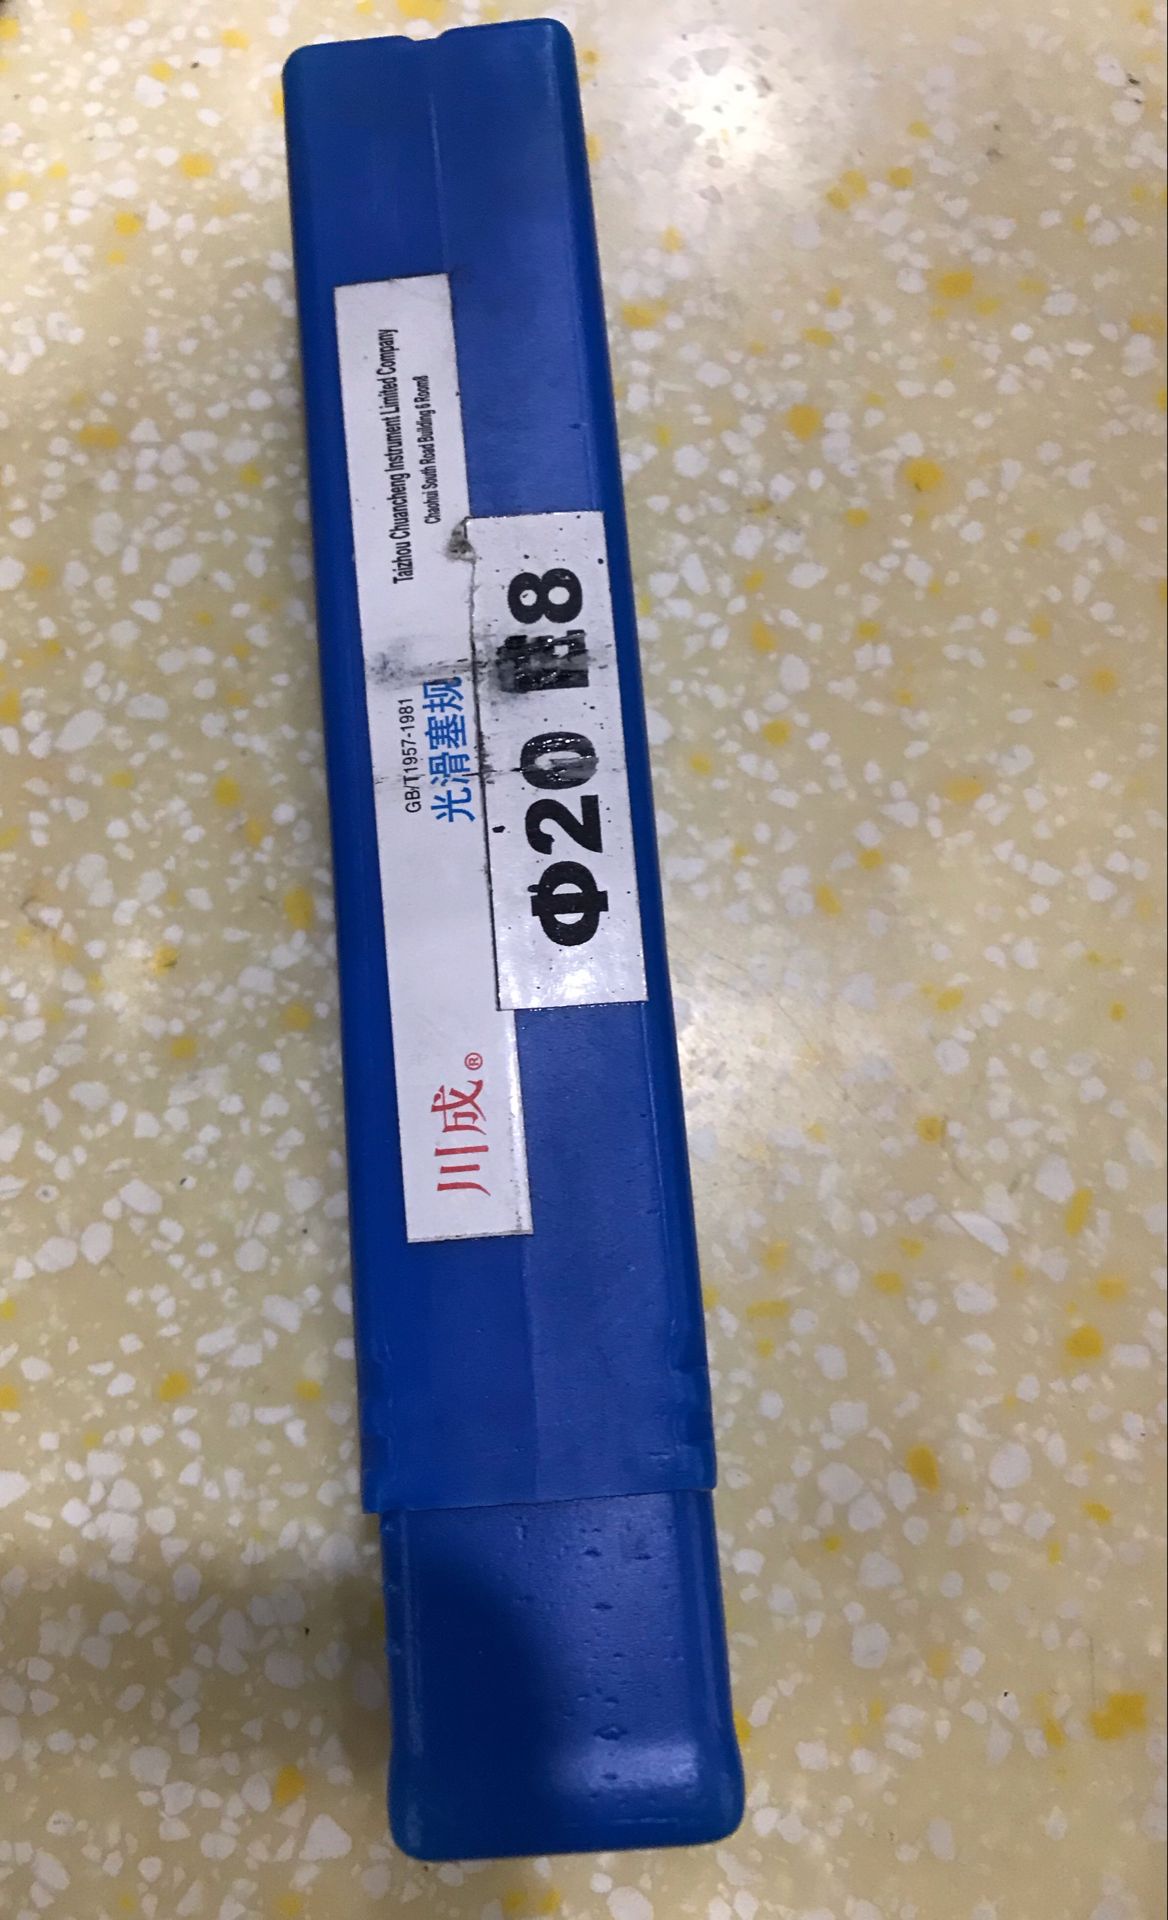 川成®
GB/T1957-1981
光滑塞规
Taizhou Chuancheng Instrument Limited Company
Chaohui South Road Building 6 Room8
Φ20